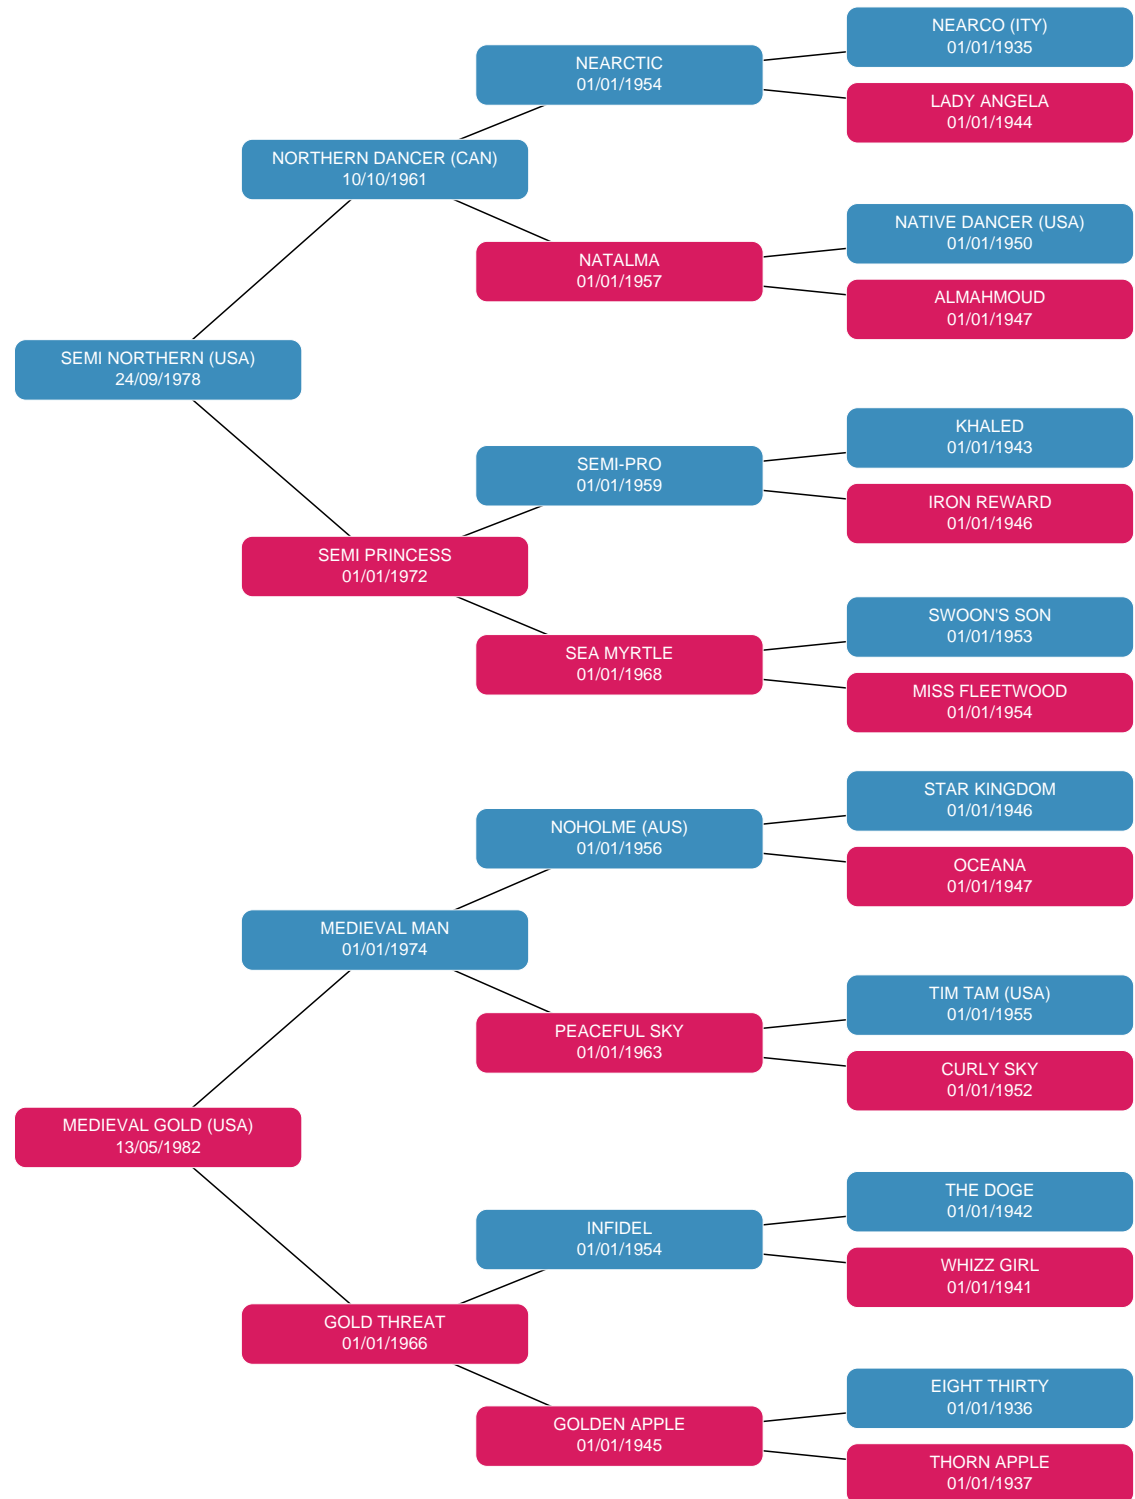 NEARCO (ITY)
01/01/1935
NEARCTIC
01/01/1954
LADY ANGELA
01/01/1944
NORTHERN DANCER (CAN)
10/10/1961
NATIVE DANCER (USA)
01/01/1950
NATALMA
01/01/1957
ALMAHMOUD
01/01/1947
SEMI NORTHERN (USA)
24/09/1978
KHALED
01/01/1943
SEMI-PRO
01/01/1959
IRON REWARD
01/01/1946
SEMI PRINCESS
01/01/1972
SWOON'S SON
01/01/1953
SEA MYRTLE
01/01/1968
MISS FLEETWOOD
01/01/1954
STAR KINGDOM
01/01/1946
NOHOLME (AUS)
01/01/1956
OCEANA
01/01/1947
MEDIEVAL MAN
01/01/1974
TIM TAM (USA)
01/01/1955
PEACEFUL SKY
01/01/1963
CURLY SKY
01/01/1952
MEDIEVAL GOLD (USA)
13/05/1982
THE DOGE
01/01/1942
INFIDEL
01/01/1954
WHIZZ GIRL
01/01/1941
GOLD THREAT
01/01/1966
EIGHT THIRTY
01/01/1936
GOLDEN APPLE
01/01/1945
THORN APPLE
01/01/1937